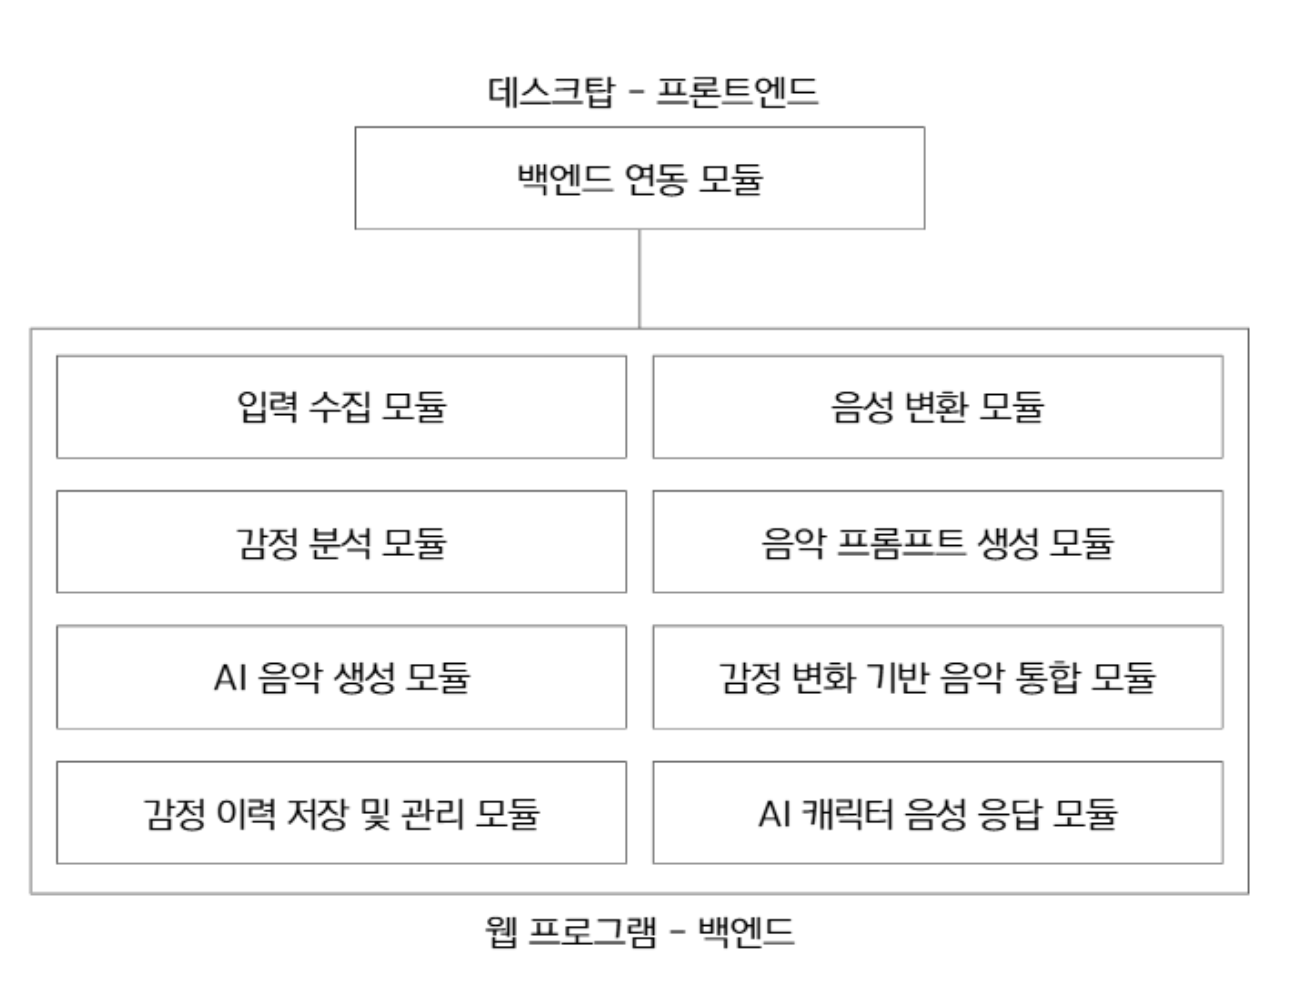 데스크탑 - 프론트엔드
백엔드 연동 모듈
입력 수집 모듈
음성 변환 모듈
감정 분석 모듈
음악 프롬프트 생성 모듈
AI 음악 생성 모듈
감정 변화 기반 음악 통합 모듈
감정 이력 저장 및 관리 모듈
AI 캐릭터 음성 응답 모듈
웹 프로그램 - 백엔드